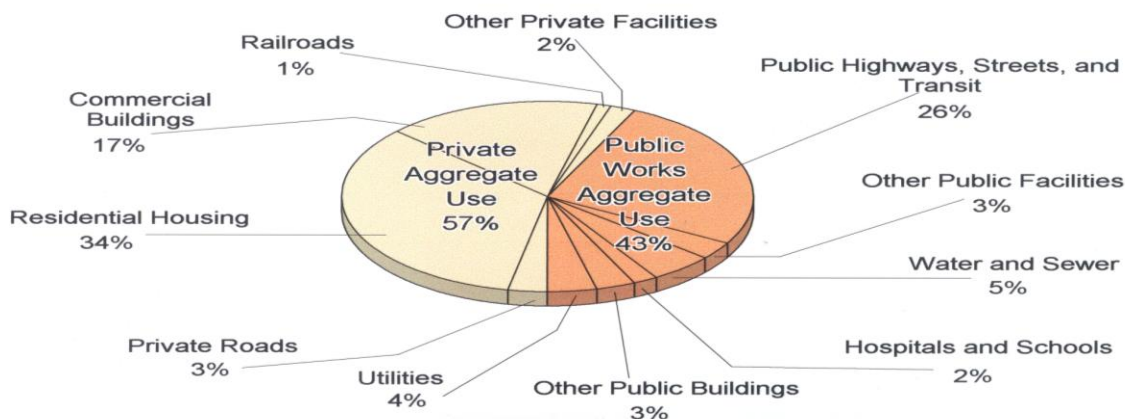 Other Private Facilities
2%
Railroads
1%
Public Highways, Streets, and
Transit
26%
Commercial
Buildings
17%
Private
Aggregate
Use
57%
Public
Works
Aggregate
Use
43%
Other Public Facilities
3%
Residential Housing
34%
Water and Sewer
5%
Private Roads
3%
Hospitals and Schools
2%
Utilities
4%
Other Public Buildings
3%